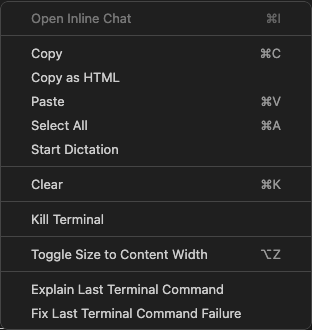 Open Inline Chat ⌘I
Copy ⌘C
Copy as HTML
Paste ⌘V
Select All ⌘A
Start Dictation
Clear ⌘K
Kill Terminal
Toggle Size to Content Width ⌥Z
Explain Last Terminal Command
Fix Last Terminal Command Failure